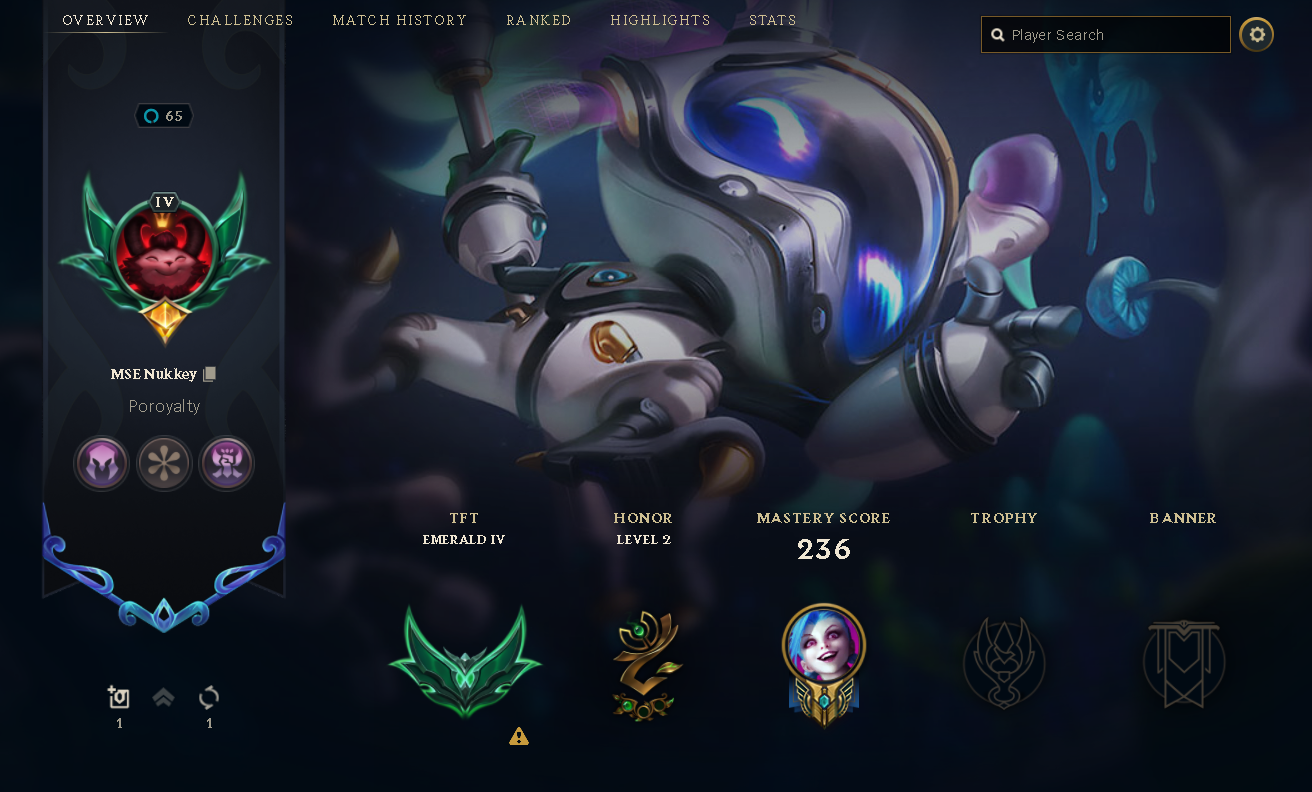 OVERVIEW
CHALLENGES
MATCH HISTORY
RANKED
HIGHLIGHTS
STATS
Player Search
65
IV
MSE Nukkey
Poroyalty
TFT
EMERALD IV
HONOR
LEVEL 2
MASTERY SCORE
236
TROPHY
BANNER
1
1